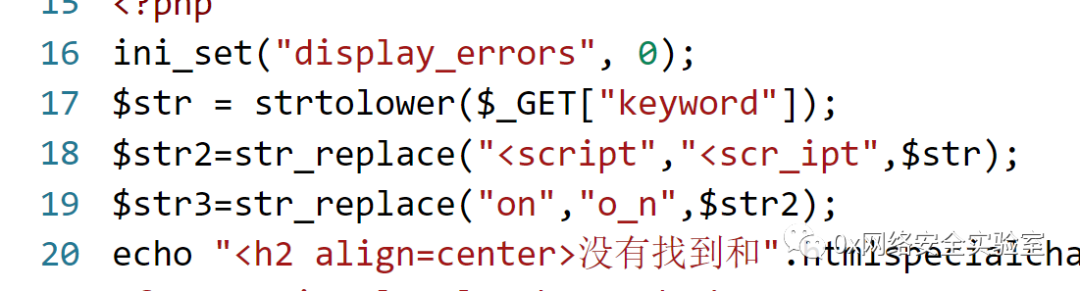 15 <?php
16 ini_set("display_errors", 0);
17 $str = strtolower($_GET["keyword"]);
18 $str2=str_replace("<script","<scr_ipt",$str);
19 $str3=str_replace("on","o_n",$str2);
20 echo "<h2 align=center>没有找到和".htmlspecialcha
0x网络安全实验室